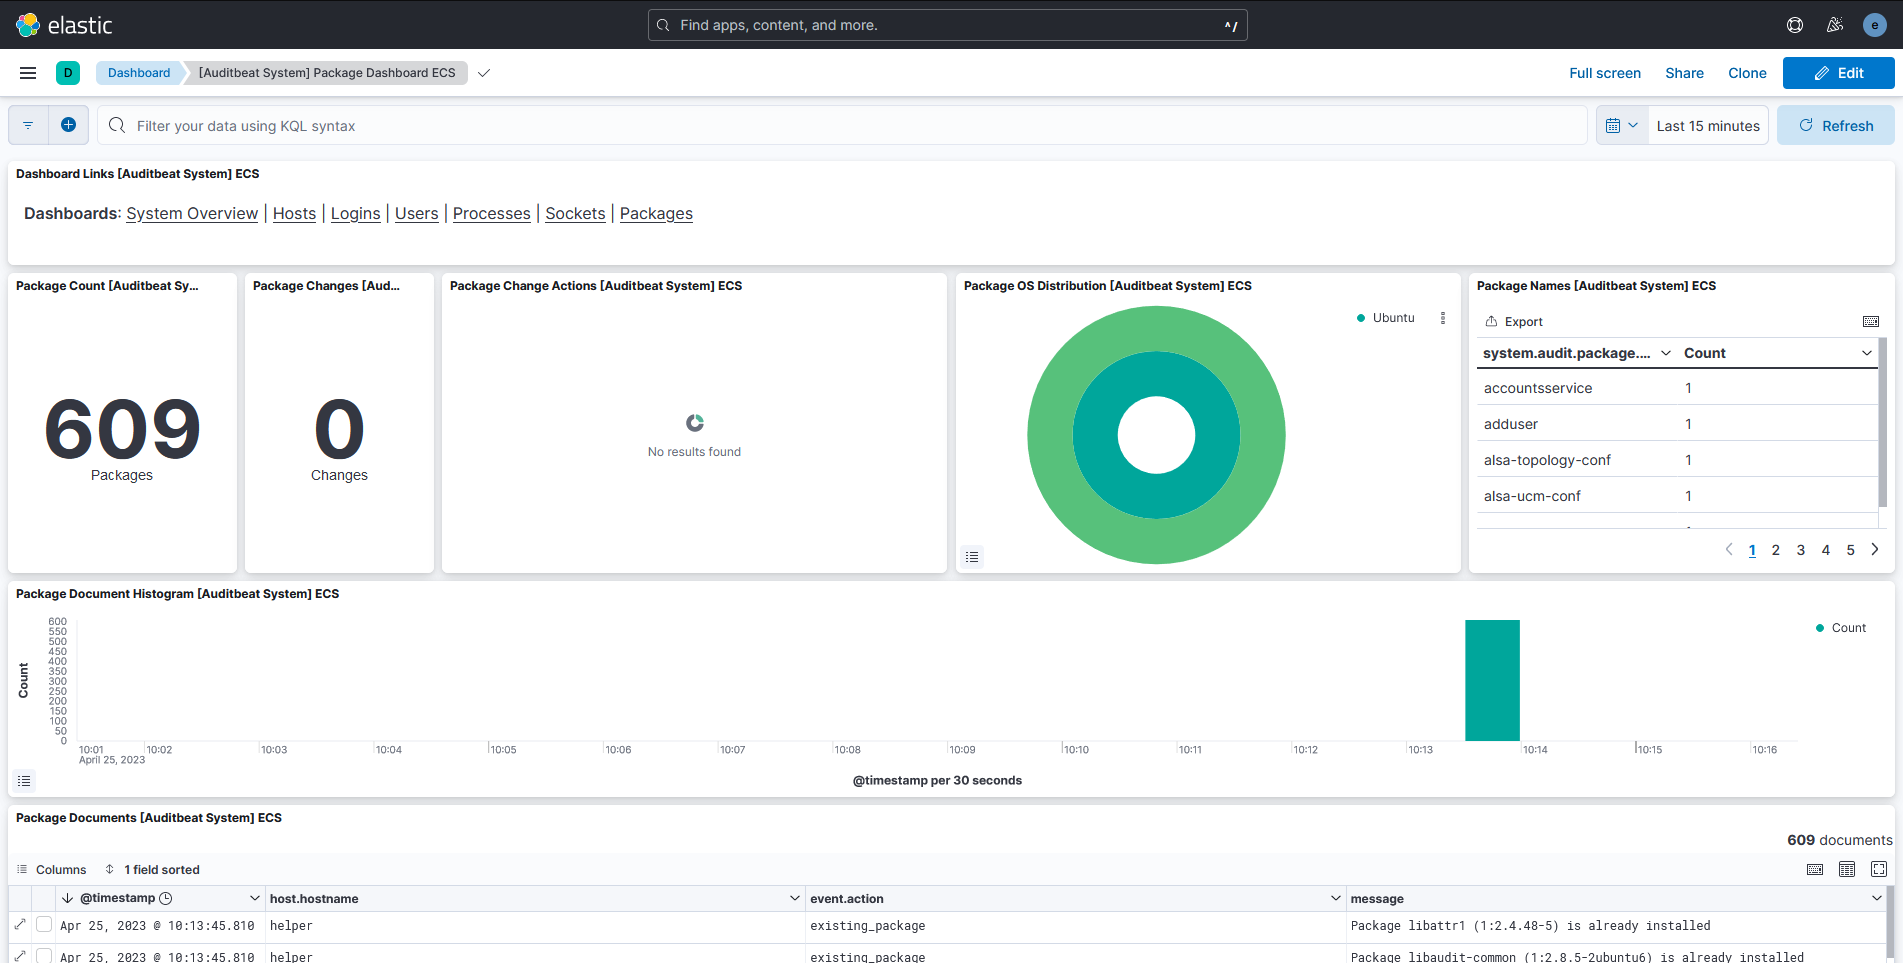 elastic
Find apps, content, and more.
^/
e
D
Dashboard
[Auditbeat System] Package Dashboard ECS
Full screen
Share
Clone
Edit
Filter your data using KQL syntax
Last 15 minutes
Refresh
Dashboard Links [Auditbeat System] ECS
Dashboards: System Overview | Hosts | Logins | Users | Processes | Sockets | Packages
Package Count [Auditbeat Sy...
609
Packages
Package Changes [Aud...
0
Changes
Package Change Actions [Auditbeat System] ECS
No results found
Package OS Distribution [Auditbeat System] ECS
Ubuntu
Package Names [Auditbeat System] ECS
Export
system.audit.package.... Count
accountsservice 1
adduser 1
alsa-topology-conf 1
alsa-ucm-conf 1
1 2 3 4 5
Package Document Histogram [Auditbeat System] ECS
600
550
500
450
400
350
300
250
200
150
100
50
0
Count
Count
10:01 10:02 10:03 10:04 10:05 10:06 10:07 10:08 10:09 10:10 10:11 10:12 10:13 10:14 10:15 10:16
April 25, 2023
@timestamp per 30 seconds
Package Documents [Auditbeat System] ECS
609 documents
Columns
1 field sorted
@timestamp host.hostname event.action message
Apr 25, 2023 @ 10:13:45.810 helper existing_package Package libattr1 (1:2.4.48-5) is already installed
Apr 25, 2023 @ 10:13:45.810 helper existing_package Package libaudit-common (1:2.8.5-2ubuntu6) is already installed